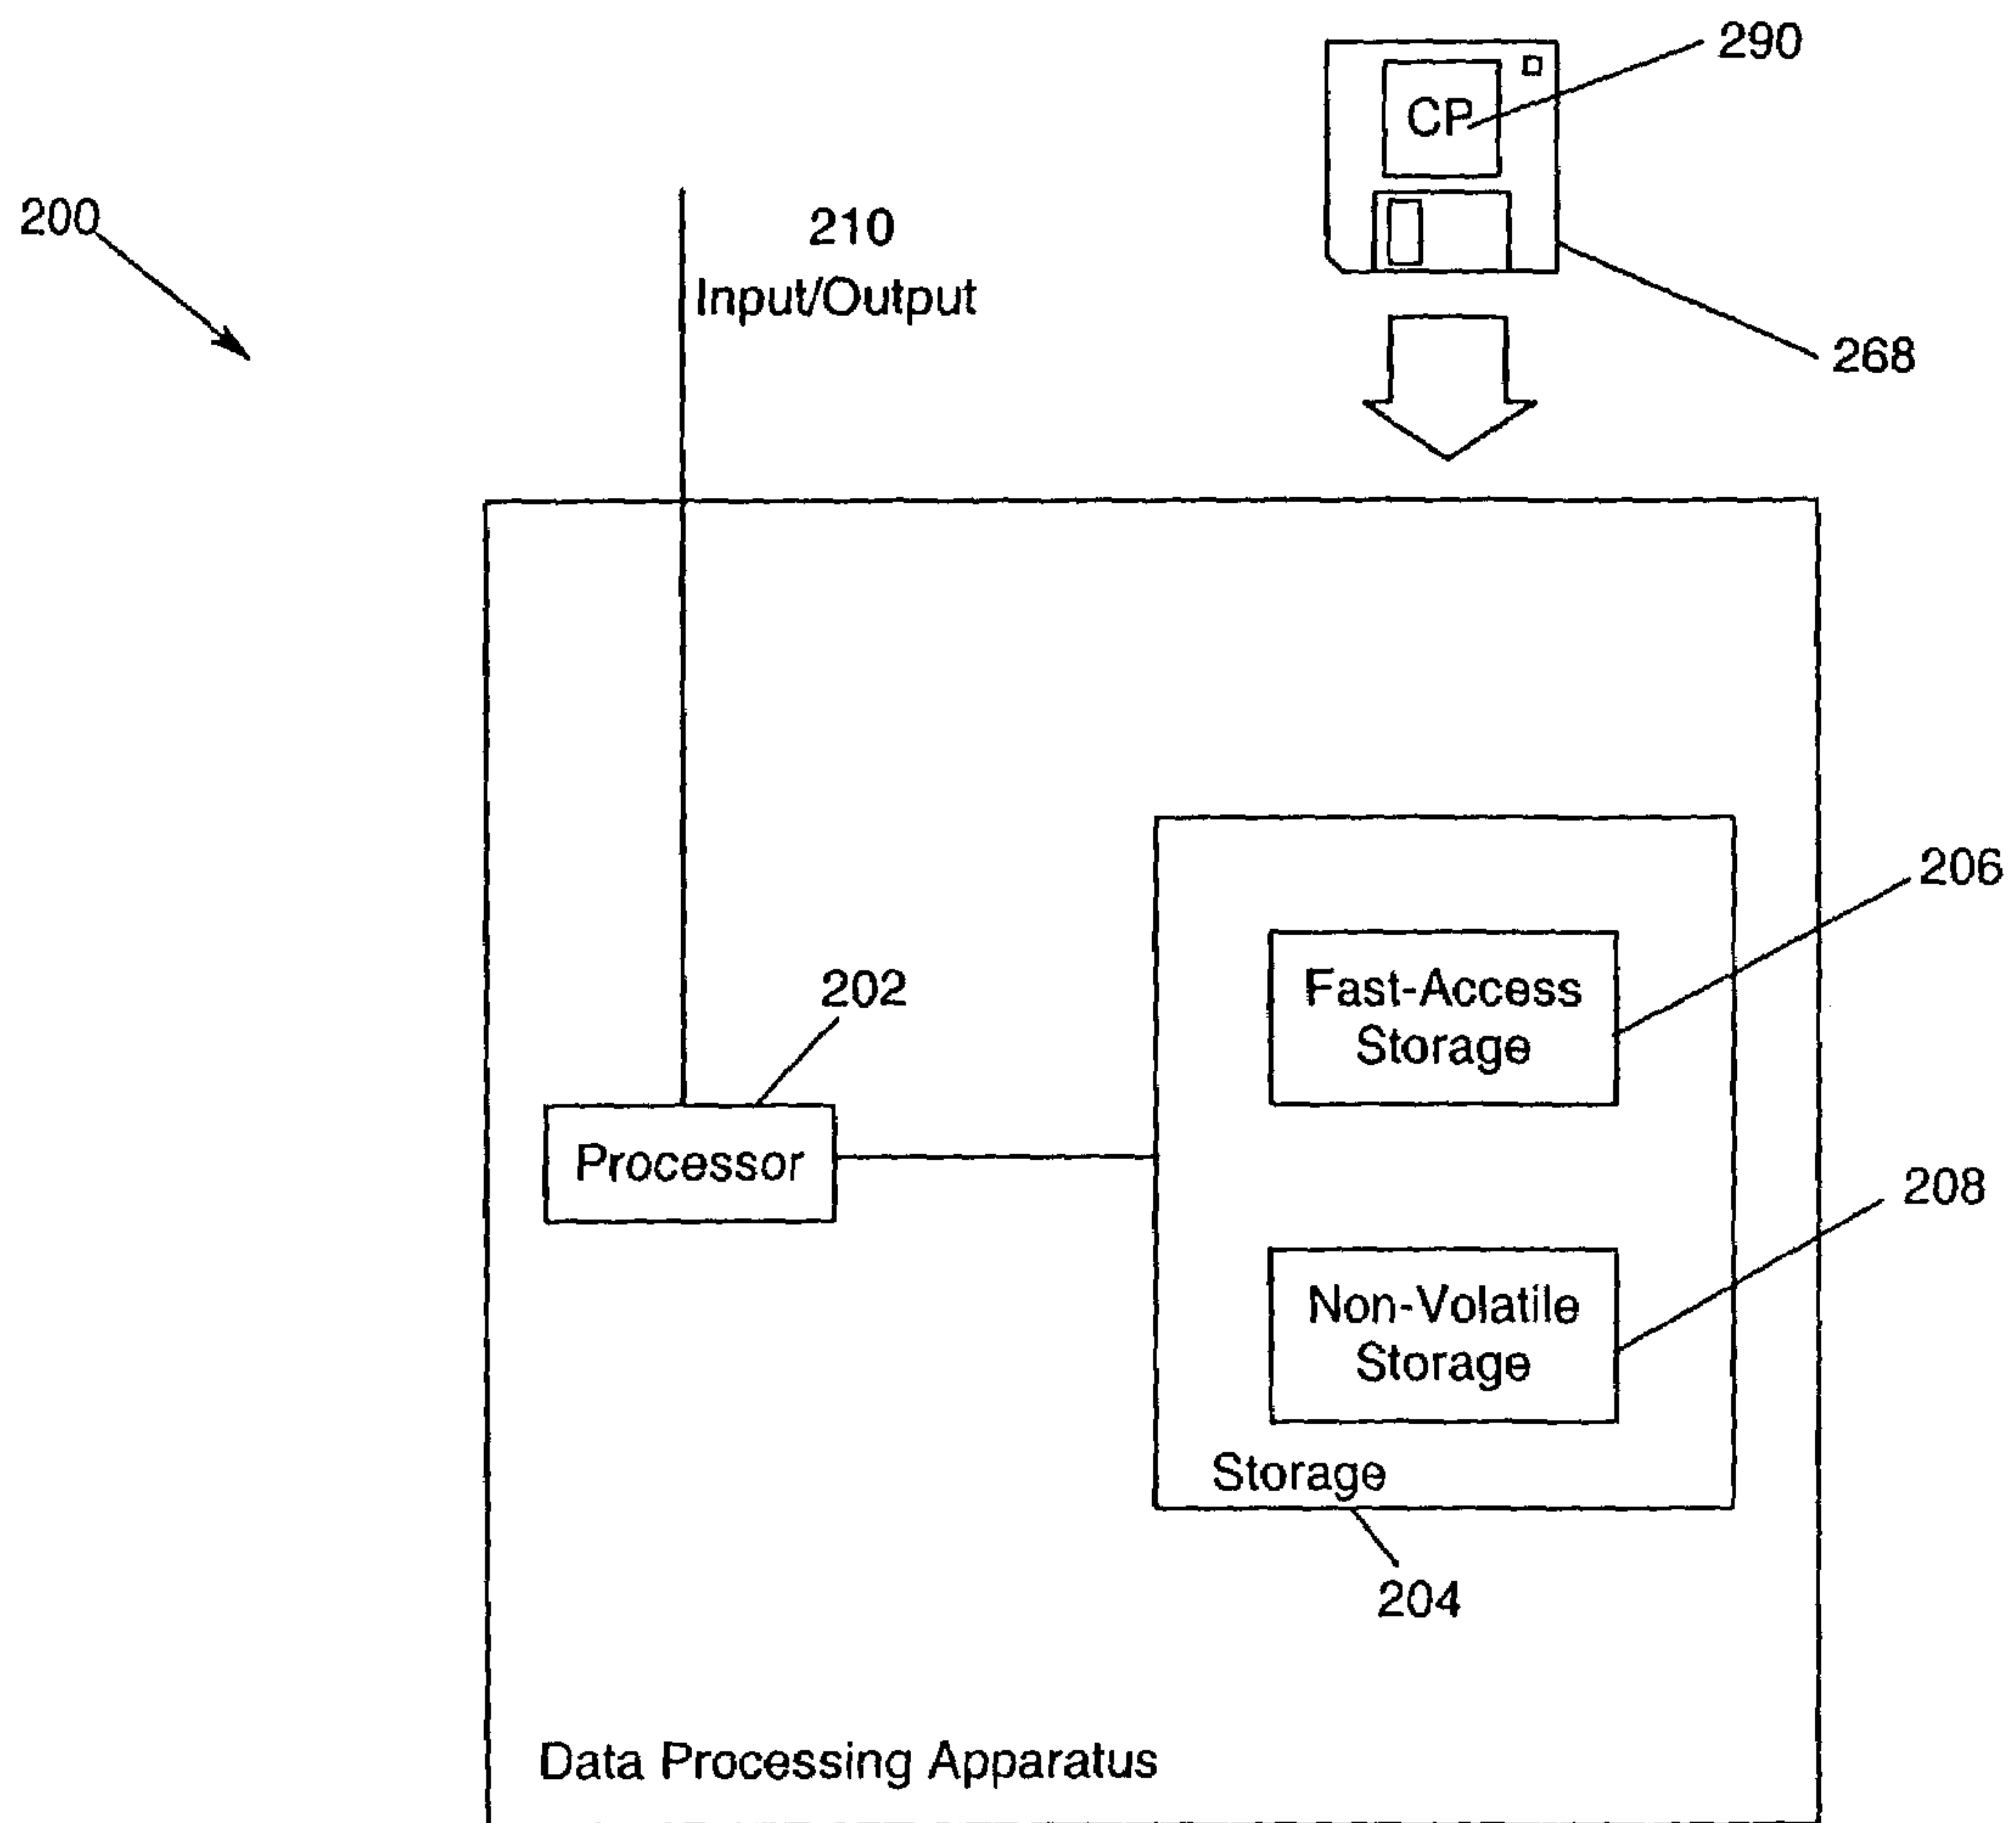 290
CP
200
210
Input/Output
268
206
Fast-Access
Storage
202
Processor
208
Non-Volatile
Storage
Storage
204
Data Processing Apparatus